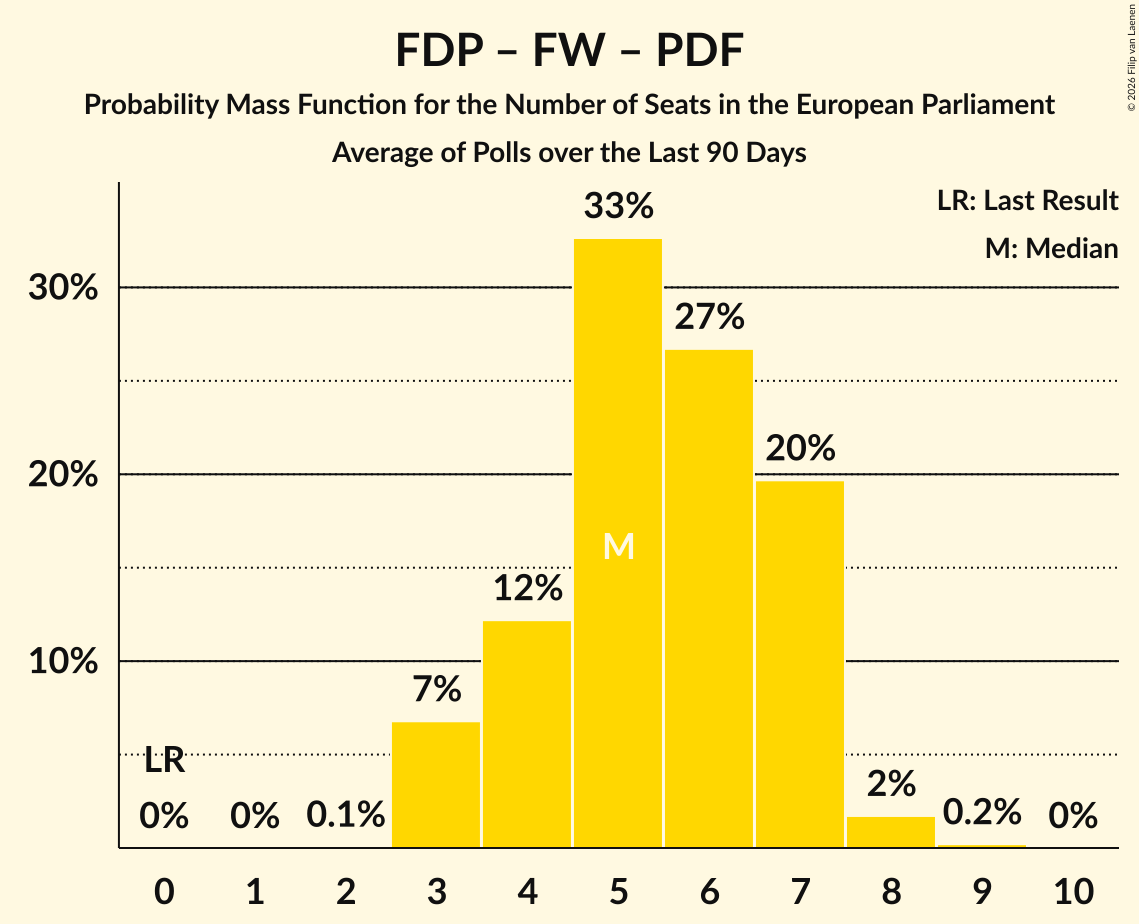 FDP – FW – PDF
Probability Mass Function for the Number of Seats in the European Parliament
Average of Polls over the Last 90 Days
© 2026 Filip van Laenen
LR: Last Result
M: Median
33%
30%
27%
20%
20%
M
12%
10%
7%
LR
0%
0%
0.1%
2%
0.2%
0%
0 1 2 3 4 5 6 7 8 9 10